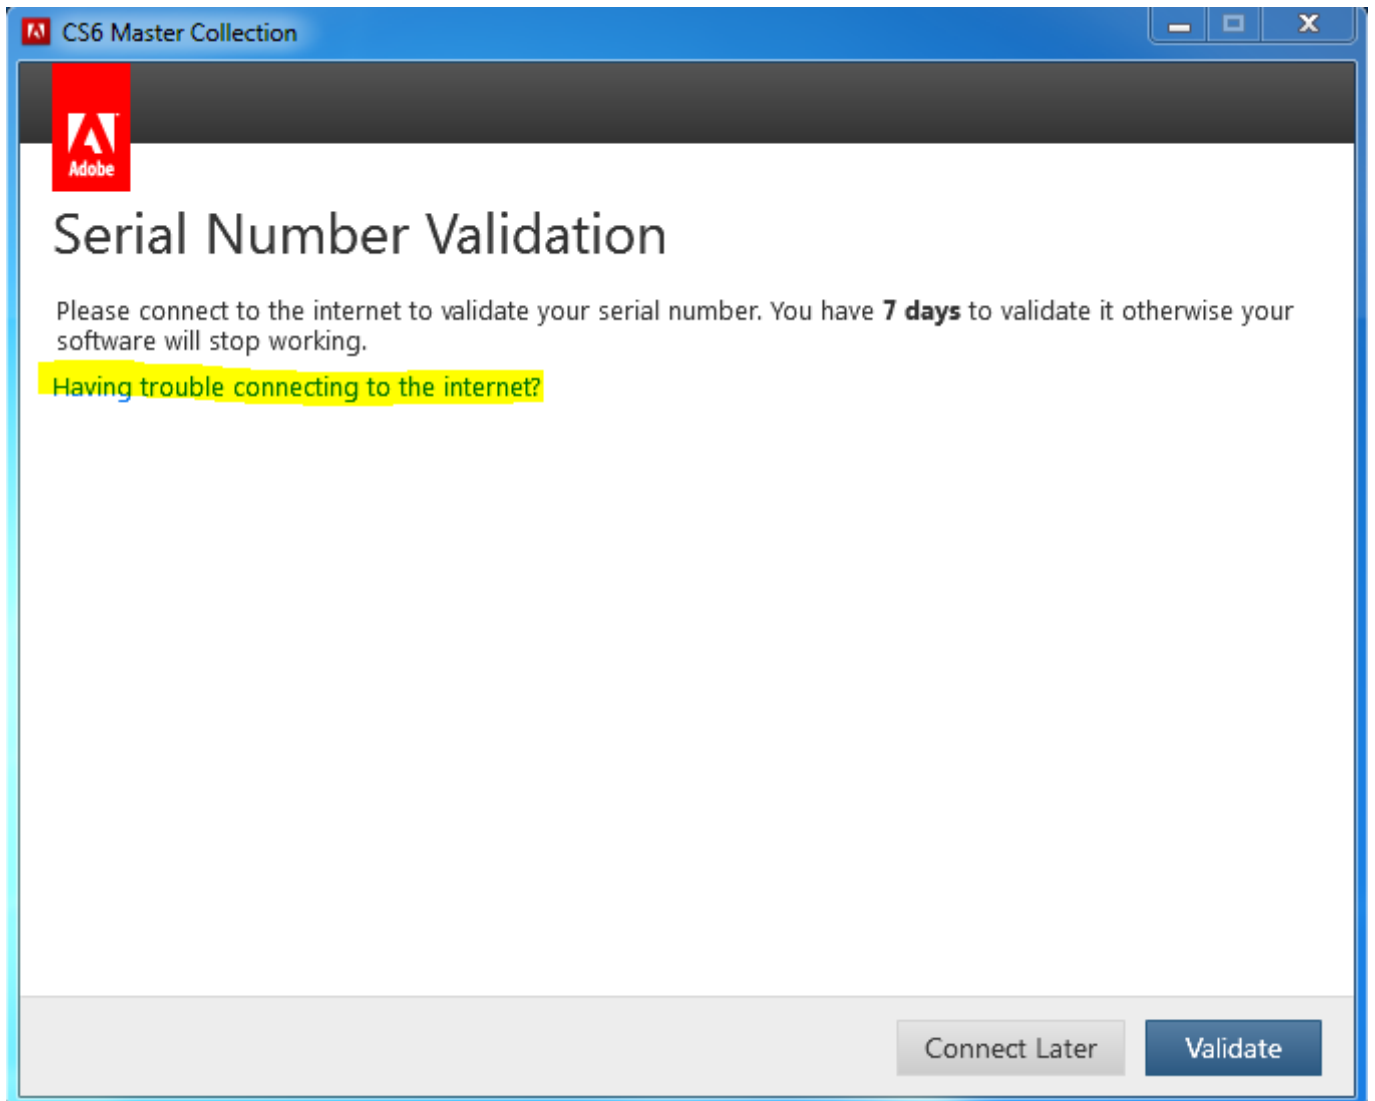 CS6 Master Collection
Adobe
Serial Number Validation
Please connect to the internet to validate your serial number. You have 7 days to validate it otherwise your
software will stop working.
Having trouble connecting to the internet?
Connect Later
Validate